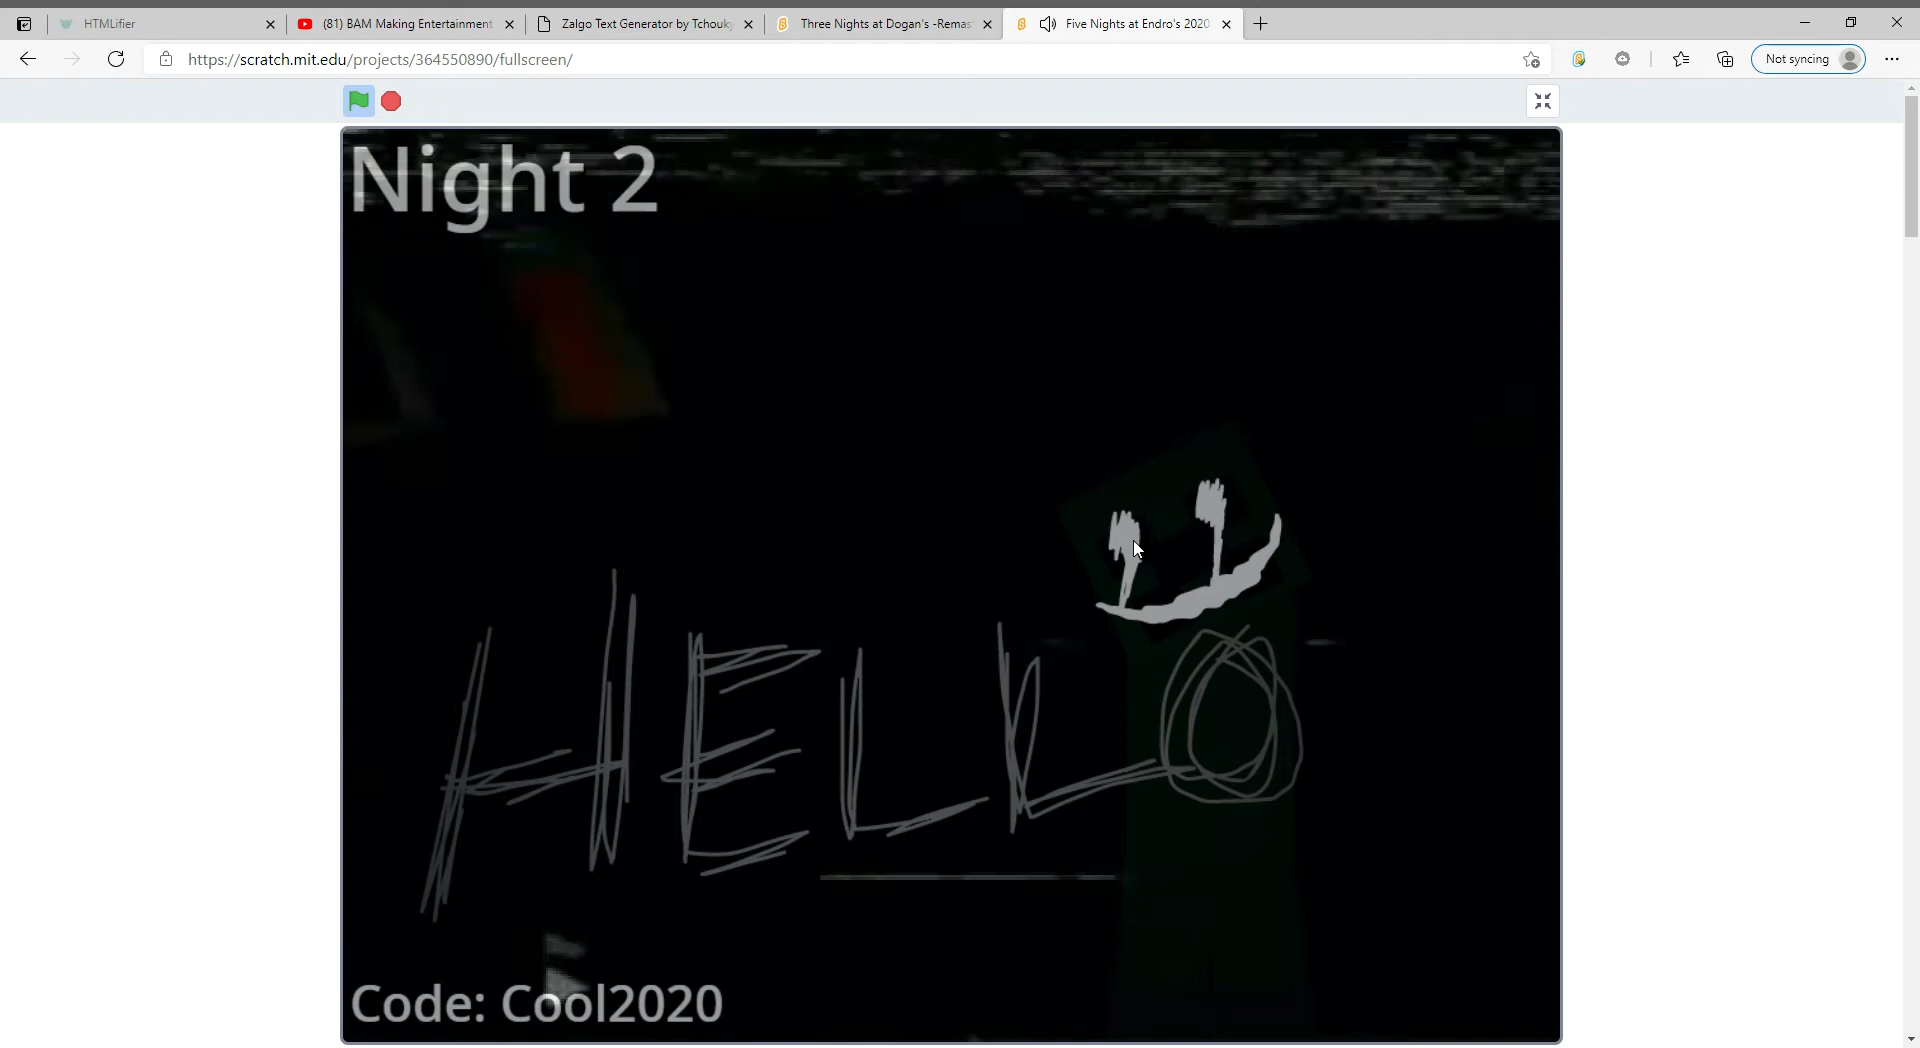 HTMLifier
(81) BAM Making Entertainment
Zalgo Text Generator by Tchouky
Three Nights at Dogan's -Remas
Five Nights at Endro's 2020
https://scratch.mit.edu/projects/364550890/fullscreen/
Not syncing
Night 2
HELLO
Code: Cool2020